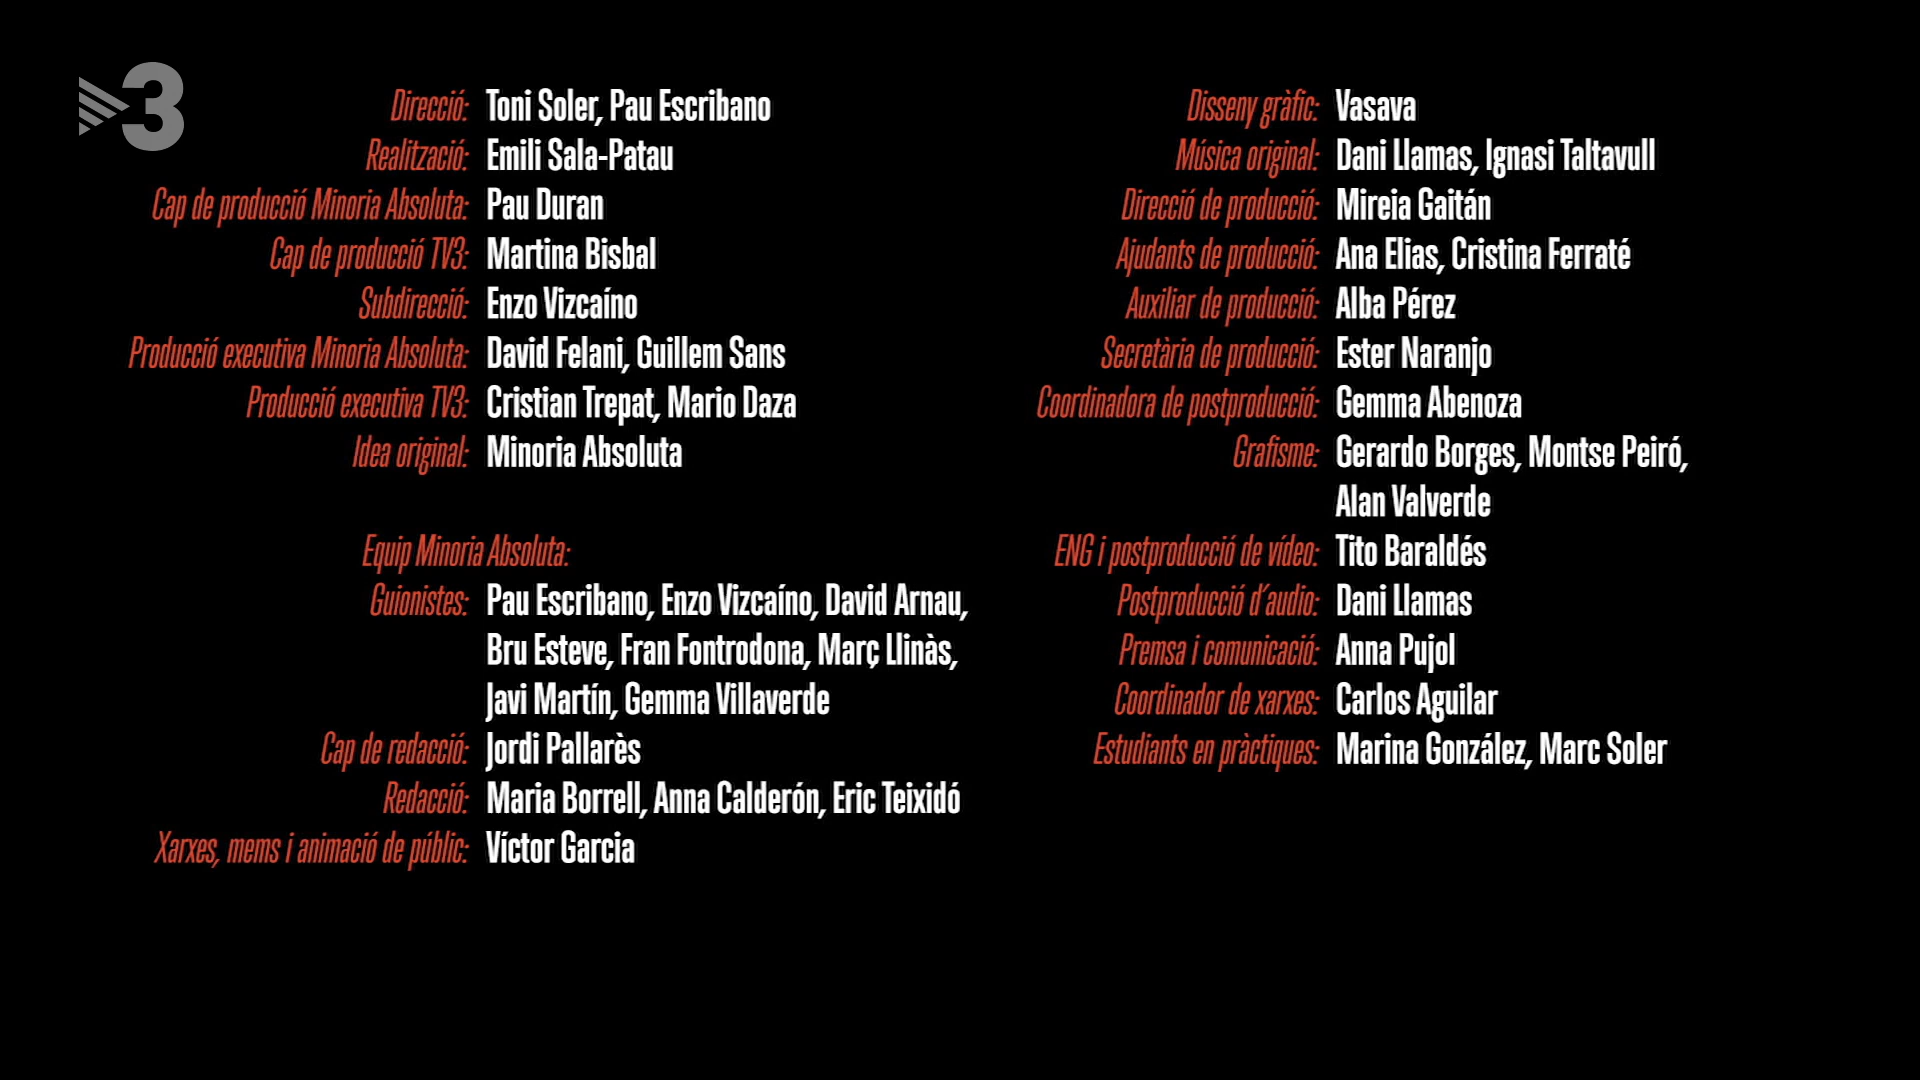 3
Direcció: Toni Soler, Pau Escribano
Realització: Emili Sala-Patau
Cap de producció Minoria Absoluta: Pau Duran
Cap de producció TV3: Martina Bisbal
Subdirecció: Enzo Vizcaíno
Producció executiva Minoria Absoluta: David Felani, Guillem Sans
Producció executiva TV3: Cristian Trepat, Mario Daza
Idea original: Minoria Absoluta
Equip Minoria Absoluta:
Guionistes: Pau Escribano, Enzo Vizcaíno, David Arnau,
Bru Esteve, Fran Fontrodona, Març Llinàs,
Javi Martín, Gemma Villaverde
Cap de redacció: Jordi Pallarès
Redacció: Maria Borrell, Anna Calderón, Eric Teixidó
Xarxes, mems i animació de públic: Víctor Garcia
Disseny gràfic: Vasava
Música original: Dani Llamas, Ignasi Taltavull
Direcció de producció: Mireia Gaitán
Ajudants de producció: Ana Elias, Cristina Ferraté
Auxiliar de producció: Alba Pérez
Secretària de producció: Ester Naranjo
Coordinadora de postproducció: Gemma Abenoza
Grafisme: Gerardo Borges, Montse Peiró,
Alan Valverde
ENG i postproducció de vídeo: Tito Baraldés
Postproducció d'audio: Dani Llamas
Premsa i comunicació: Anna Pujol
Coordinador de xarxes: Carlos Aguilar
Estudiants en pràctiques: Marina González, Marc Soler